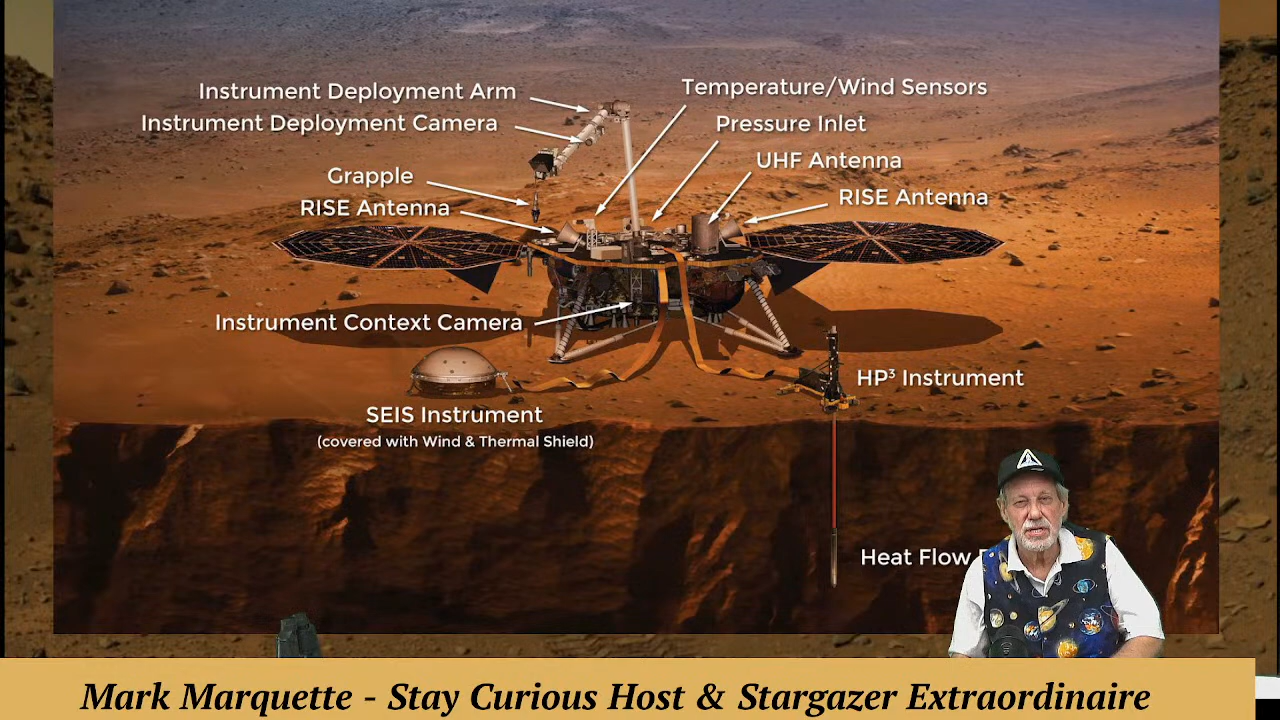 Instrument Deployment Arm
Instrument Deployment Camera
Grapple
RISE Antenna
Temperature/Wind Sensors
Pressure Inlet
UHF Antenna
RISE Antenna
Instrument Context Camera
SEIS Instrument
(covered with Wind & Thermal Shield)
HP³ Instrument
Heat Flow
Mark Marquette - Stay Curious Host & Stargazer Extraordinaire